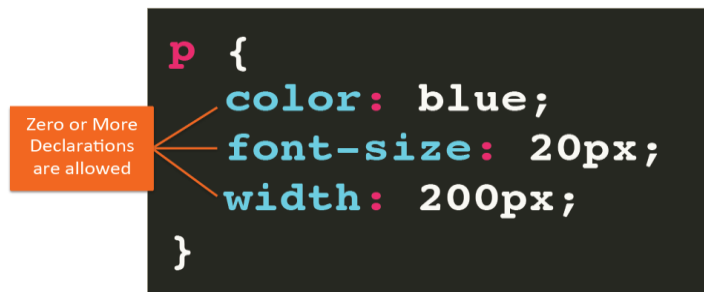 p {
color: blue;
font-size: 20px;
width: 200px;
}
Zero or More
Declarations
are allowed